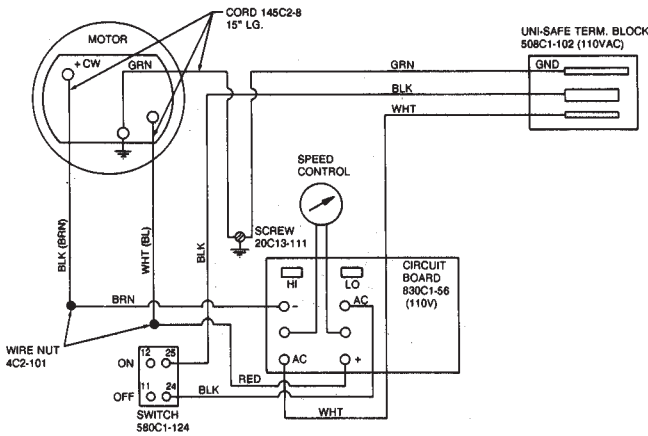 CORD 145C2-8
15" LG.
MOTOR
+ CW
GRN
UNI-SAFE TERM. BLOCK
508C1-102 (110VAC)
GRN
GND
BLK
WHT
SPEED
CONTROL
BLK (BRN)
WHT (BL)
BLK
SCREW
20C13-111
HI
LO
CIRCUIT
BOARD
830C1-56
(110V)
BRN
-
AC
WIRE NUT
4C2-101
AC
+
ON
12 25
RED
OFF
11 24
BLK
SWITCH
580C1-124
WHT